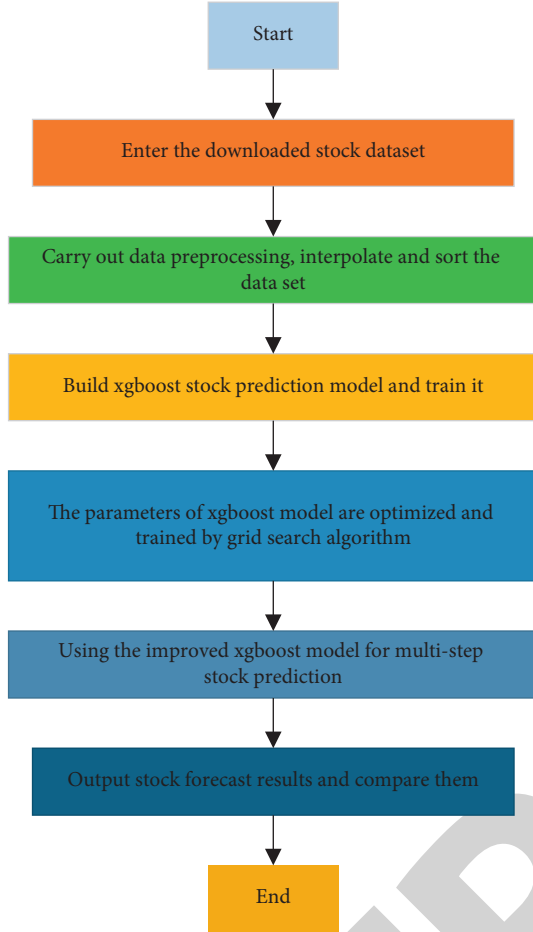 Start
Enter the downloaded stock dataset
Carry out data preprocessing, interpolate and sort the
data set
Build xgboost stock prediction model and train it
The parameters of xgboost model are optimized and
trained by grid search algorithm
Using the improved xgboost model for multi-step
stock prediction
Output stock forecast results and compare them
End